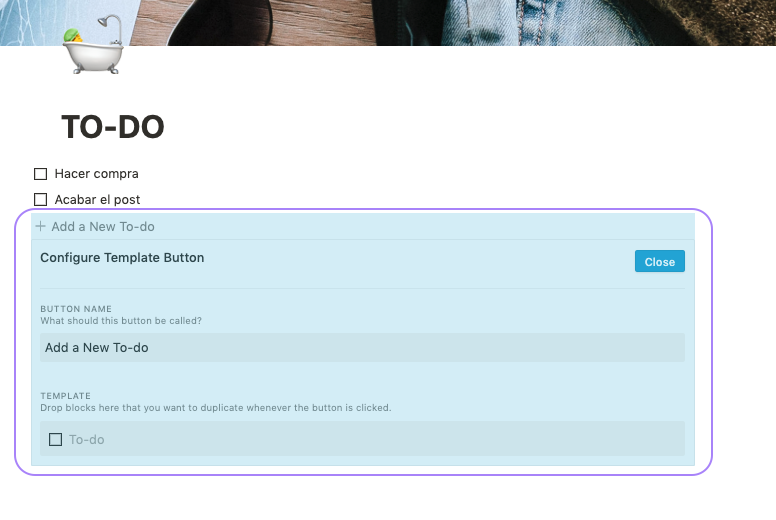 TO-DO
Hacer compra
Acabar el post
+ Add a New To-do
Configure Template Button
Close
BUTTON NAME
What should this button be called?
Add a New To-do
TEMPLATE
Drop blocks here that you want to duplicate whenever the button is clicked.
To-do